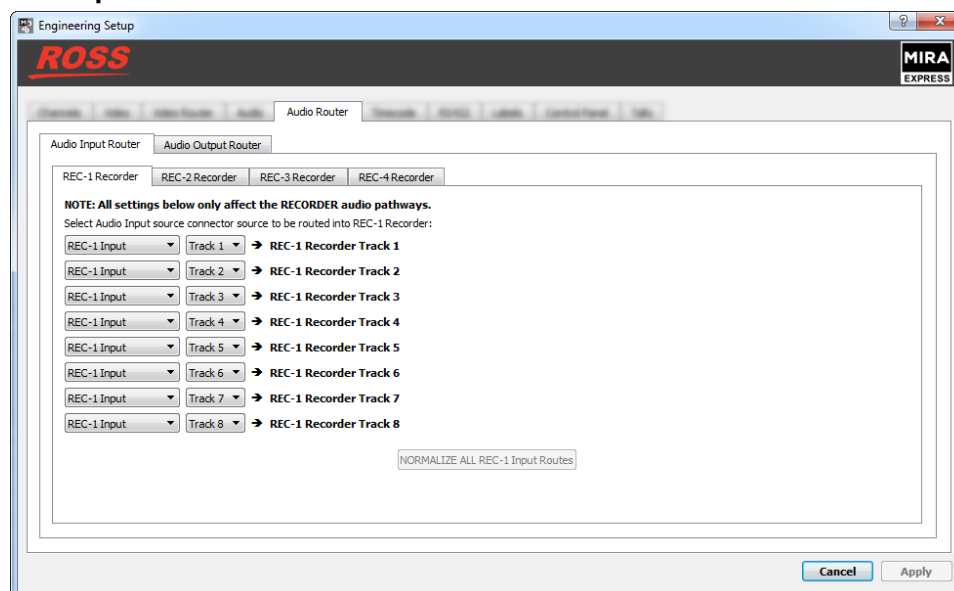 Engineering Setup
ROSS
MIRA
EXPRESS
Audio Router
Audio Input Router Audio Output Router
REC-1 Recorder REC-2 Recorder REC-3 Recorder REC-4 Recorder
NOTE: All settings below only affect the RECORDER audio pathways.
Select Audio Input source connector source to be routed into REC-1 Recorder:
REC-1 Input Track 1 ➔ REC-1 Recorder Track 1
REC-1 Input Track 2 ➔ REC-1 Recorder Track 2
REC-1 Input Track 3 ➔ REC-1 Recorder Track 3
REC-1 Input Track 4 ➔ REC-1 Recorder Track 4
REC-1 Input Track 5 ➔ REC-1 Recorder Track 5
REC-1 Input Track 6 ➔ REC-1 Recorder Track 6
REC-1 Input Track 7 ➔ REC-1 Recorder Track 7
REC-1 Input Track 8 ➔ REC-1 Recorder Track 8
NORMALIZE ALL REC-1 Input Routes
Cancel Apply